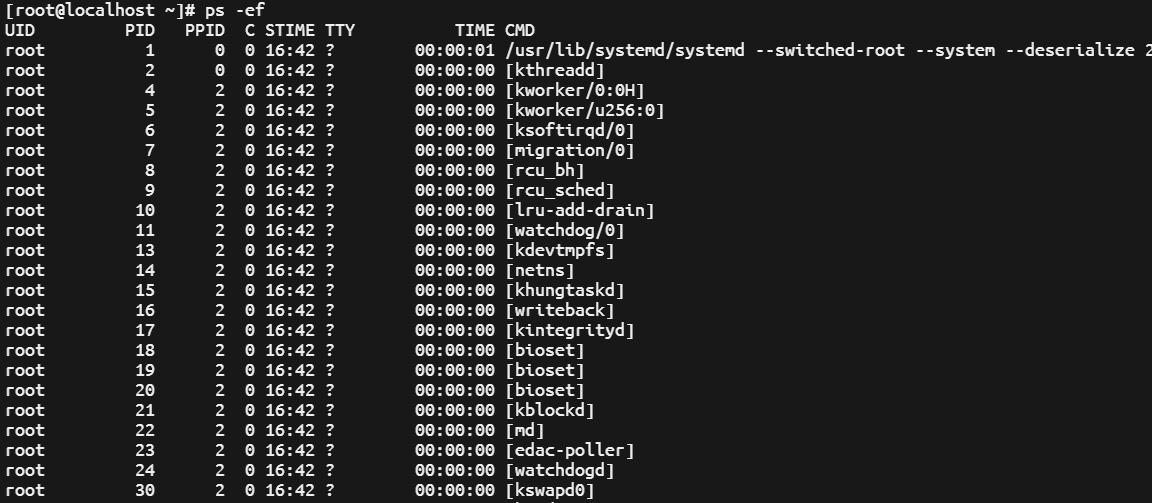 [root@localhost ~]# ps -ef
UID          PID   PPID  C STIME TTY          TIME CMD
root           1      0  0 16:42 ?        00:00:01 /usr/lib/systemd/systemd --switched-root --system --deserialize 2
root           2      0  0 16:42 ?        00:00:00 [kthreadd]
root           4      2  0 16:42 ?        00:00:00 [kworker/0:0H]
root           5      2  0 16:42 ?        00:00:00 [kworker/u256:0]
root           6      2  0 16:42 ?        00:00:00 [ksoftirqd/0]
root           7      2  0 16:42 ?        00:00:00 [migration/0]
root           8      2  0 16:42 ?        00:00:00 [rcu_bh]
root           9      2  0 16:42 ?        00:00:00 [rcu_sched]
root          10      2  0 16:42 ?        00:00:00 [lru-add-drain]
root          11      2  0 16:42 ?        00:00:00 [watchdog/0]
root          13      2  0 16:42 ?        00:00:00 [kdevtmpfs]
root          14      2  0 16:42 ?        00:00:00 [netns]
root          15      2  0 16:42 ?        00:00:00 [khungtaskd]
root          16      2  0 16:42 ?        00:00:00 [writeback]
root          17      2  0 16:42 ?        00:00:00 [kintegrityd]
root          18      2  0 16:42 ?        00:00:00 [bioset]
root          19      2  0 16:42 ?        00:00:00 [bioset]
root          20      2  0 16:42 ?        00:00:00 [bioset]
root          21      2  0 16:42 ?        00:00:00 [kblockd]
root          22      2  0 16:42 ?        00:00:00 [md]
root          23      2  0 16:42 ?        00:00:00 [edac-poller]
root          24      2  0 16:42 ?        00:00:00 [watchdogd]
root          30      2  0 16:42 ?        00:00:00 [kswapd0]